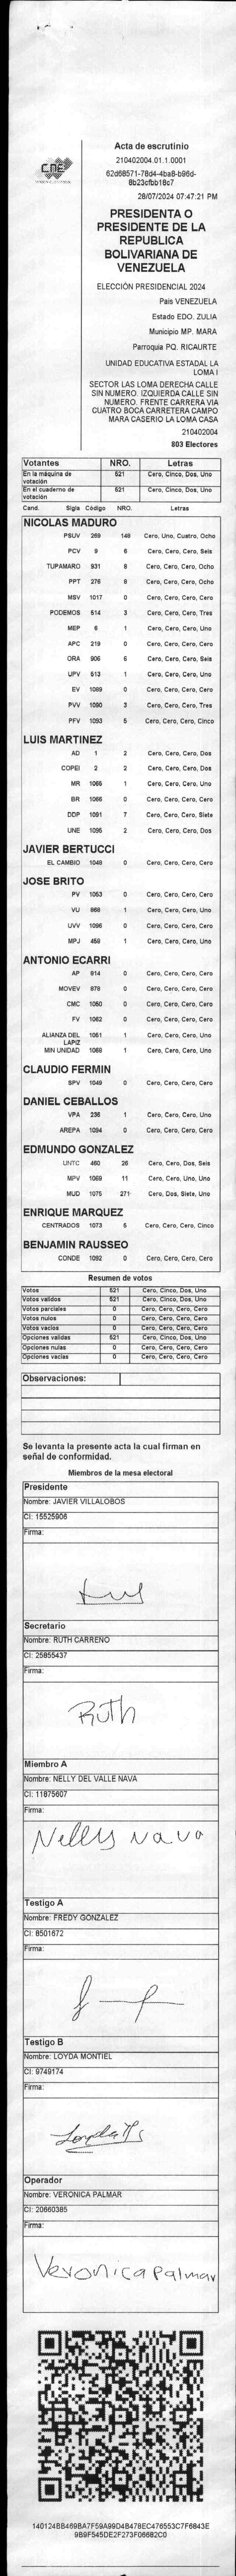 CNE
Acta de escrutinio
210402004.01.1.0001
62d68571-78d4-4ba8-b96d-
8b23cfbb18c7
28/07/2024 07:47:21 PM
PRESIDENTA O
PRESIDENTE DE LA
REPUBLICA
BOLIVARIANA DE
VENEZUELA
ELECCIÓN PRESIDENCIAL 2024
País VENEZUELA
Estado EDO. ZULIA
Municipio MP. MARA
Parroquia PQ. RICAURTE
UNIDAD EDUCATIVA ESTADAL LA
LOMA I
SECTOR LAS LOMA DERECHA CALLE
SIN NUMERO. IZQUIERDA CALLE SIN
NUMERO. FRENTE CARRERA VIA
CUATRO BOCA CARRETERA CAMPO
MARA CASERIO LA LOMA CASA
210402004
803 Electores
Votantes NRO. Letras
En la máquina de votación 521 Cero, Cinco, Dos, Uno
En el cuaderno de votación 521 Cero, Cinco, Dos, Uno
Cand. Sigla Código NRO. Letras
NICOLAS MADURO
PSUV 269 148 Cero, Uno, Cuatro, Ocho
PCV 9 6 Cero, Cero, Cero, Seis
TUPAMARO 931 8 Cero, Cero, Cero, Ocho
PPT 276 8 Cero, Cero, Cero, Ocho
MSV 1017 0 Cero, Cero, Cero, Cero
PODEMOS 514 3 Cero, Cero, Cero, Tres
MEP 6 1 Cero, Cero, Cero, Uno
APC 219 0 Cero, Cero, Cero, Cero
ORA 906 6 Cero, Cero, Cero, Seis
UPV 513 1 Cero, Cero, Cero, Uno
EV 1089 0 Cero, Cero, Cero, Cero
PVV 1090 3 Cero, Cero, Cero, Tres
PFV 1093 5 Cero, Cero, Cero, Cinco
LUIS MARTINEZ
AD 1 2 Cero, Cero, Cero, Dos
COPEI 2 2 Cero, Cero, Cero, Dos
MR 1065 1 Cero, Cero, Cero, Uno
BR 1066 0 Cero, Cero, Cero, Cero
DDP 1091 7 Cero, Cero, Cero, Siete
UNE 1095 2 Cero, Cero, Cero, Dos
JAVIER BERTUCCI
EL CAMBIO 1048 0 Cero, Cero, Cero, Cero
JOSE BRITO
PV 1053 0 Cero, Cero, Cero, Cero
VU 868 1 Cero, Cero, Cero, Uno
UVV 1096 0 Cero, Cero, Cero, Cero
MPJ 458 1 Cero, Cero, Cero, Uno
ANTONIO ECARRI
AP 814 0 Cero, Cero, Cero, Cero
MOVEV 878 0 Cero, Cero, Cero, Cero
CMC 1050 0 Cero, Cero, Cero, Cero
FV 1062 0 Cero, Cero, Cero, Cero
ALIANZA DEL LAPIZ 1061 1 Cero, Cero, Cero, Uno
MIN UNIDAD 1068 1 Cero, Cero, Cero, Uno
CLAUDIO FERMIN
SPV 1049 0 Cero, Cero, Cero, Cero
DANIEL CEBALLOS
VPA 236 1 Cero, Cero, Cero, Uno
AREPA 1094 0 Cero, Cero, Cero, Cero
EDMUNDO GONZALEZ
UNTC 460 26 Cero, Cero, Dos, Seis
MPV 1069 11 Cero, Cero, Uno, Uno
MUD 1075 271 Cero, Dos, Siete, Uno
ENRIQUE MARQUEZ
CENTRADOS 1073 5 Cero, Cero, Cero, Cinco
BENJAMIN RAUSSEO
CONDE 1092 0 Cero, Cero, Cero, Cero
Resumen de votos
Votos 521 Cero, Cinco, Dos, Uno
Votos validos 521 Cero, Cinco, Dos, Uno
Votos parciales 0 Cero, Cero, Cero, Cero
Votos nulos 0 Cero, Cero, Cero, Cero
Votos vacios 0 Cero, Cero, Cero, Cero
Opciones validas 521 Cero, Cinco, Dos, Uno
Opciones nulas 0 Cero, Cero, Cero, Cero
Opciones vacias 0 Cero, Cero, Cero, Cero
Observaciones:
Se levanta la presente acta la cual firman en
señal de conformidad.
Miembros de la mesa electoral
Presidente
Nombre: JAVIER VILLALOBOS
CI: 15525906
Firma:
Secretario
Nombre: RUTH CARRENO
CI: 25855437
Firma:
Ruth
Miembro A
Nombre: NELLY DEL VALLE NAVA
CI: 11875607
Firma:
Nelly Nava
Testigo A
Nombre: FREDY GONZALEZ
CI: 8501672
Firma:
Testigo B
Nombre: LOYDA MONTIEL
CI: 9749174
Firma:
Operador
Nombre: VERONICA PALMAR
CI: 20660385
Firma:
Veronica Palmar
140124BB469BA7F59A99D4B478EC476553C7F6843E
9B9F545DE2F273F06682C0